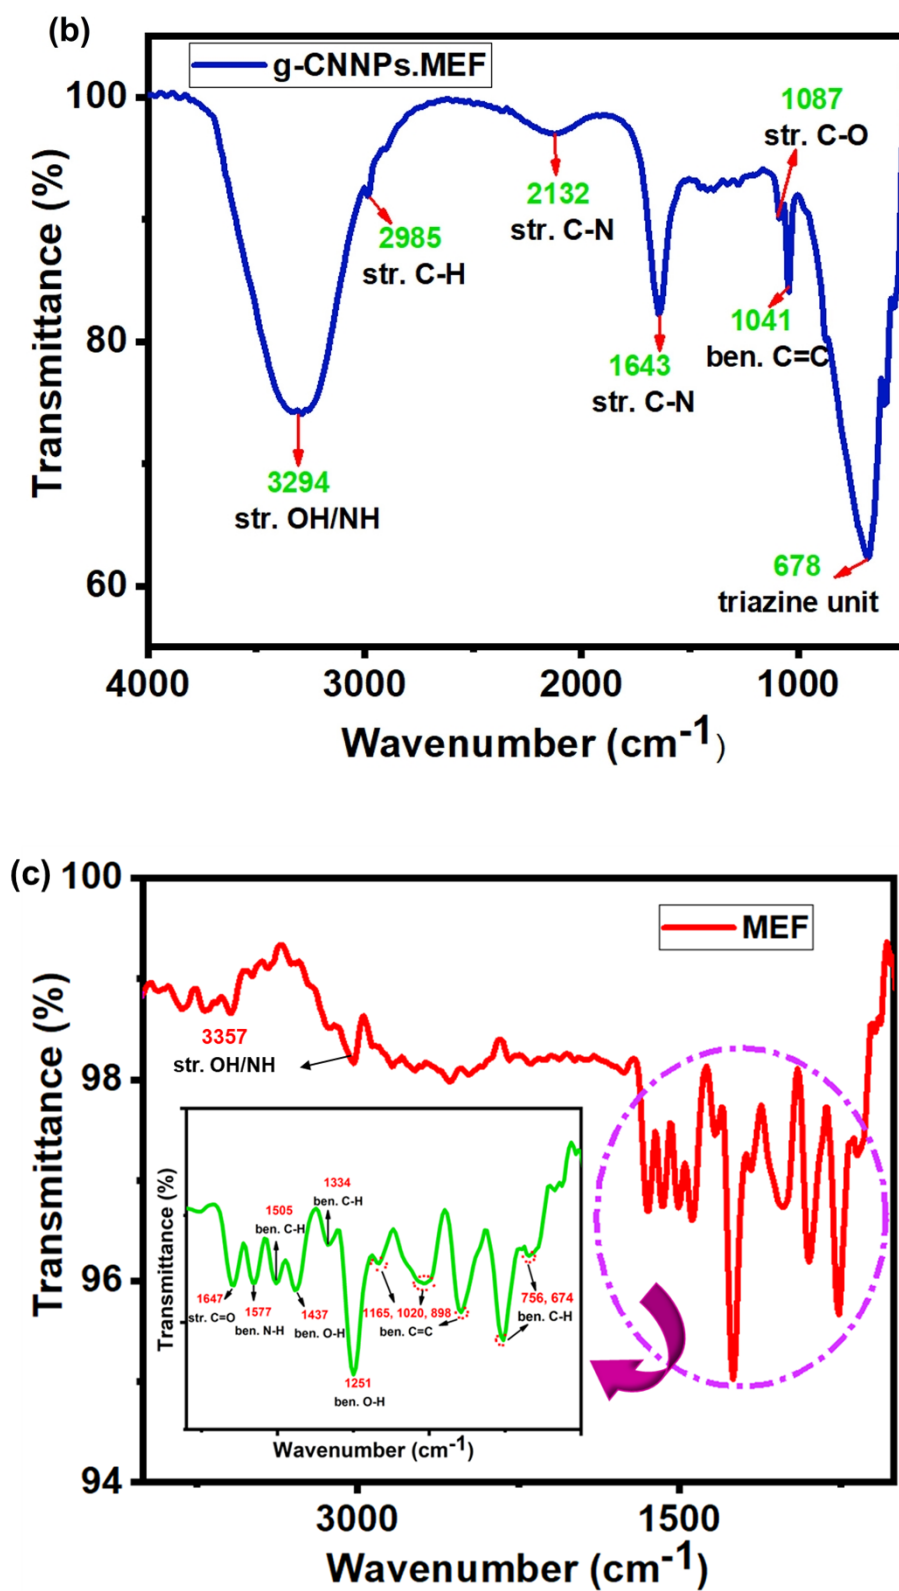 (b)
g-CNNPs.MEF
100
80
60
Transmittance (%)
1087
str. C-O
2132
str. C-N
2985
str. C-H
1041
ben. C=C
1643
str. C-N
3294
str. OH/NH
678
triazine unit
4000 3000 2000 1000
Wavenumber (cm-1)
(c)
100
98
96
94
Transmittance (%)
MEF
3357
str. OH/NH
Transmittance (%)
1334
ben. C-H
1505
ben. C-H
1647
str. C=O
1577
ben. N-H
1437
ben. O-H
1165, 1020, 898
ben. C=C
756, 674
ben. C-H
1251
ben. O-H
Wavenumber (cm-1)
3000 1500
Wavenumber (cm-1)